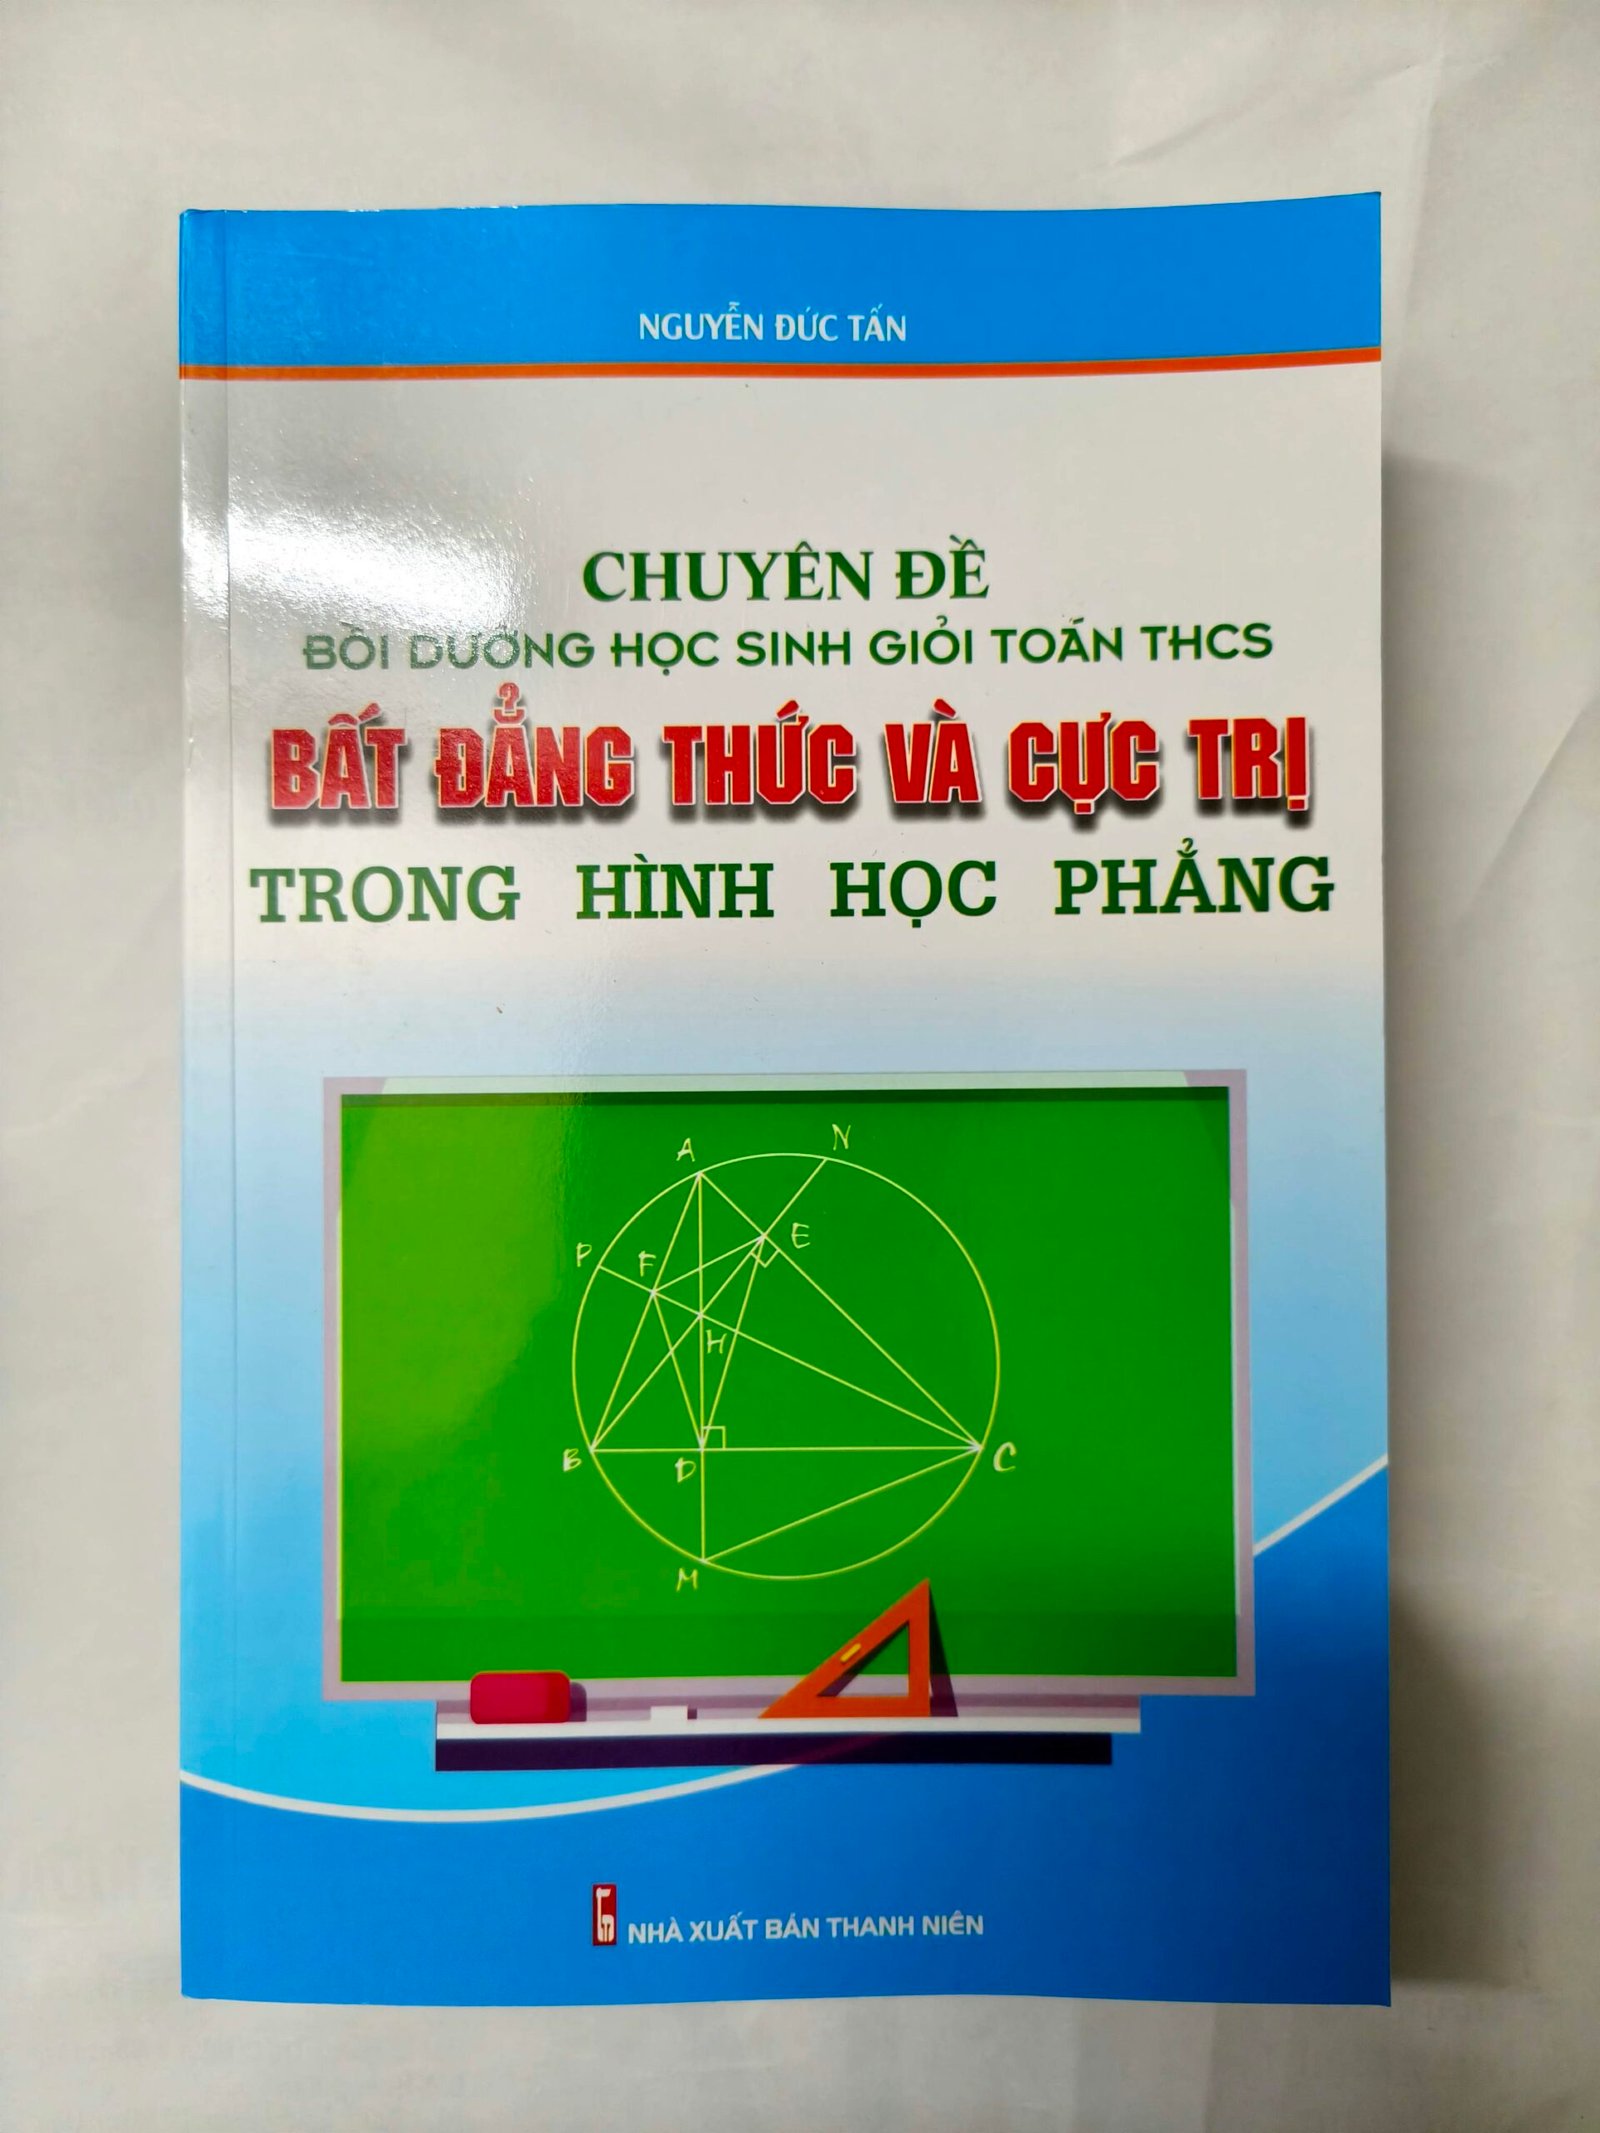 NGUYỄN ĐỨC TẤN
CHUYÊN ĐỀ
BỒI DƯỠNG HỌC SINH GIỎI TOÁN THCS
BẤT ĐẲNG THỨC VÀ CỰC TRỊ
TRONG HÌNH HỌC PHẲNG
A N
P F E
H
B D C
M
NHÀ XUẤT BẢN THANH NIÊN